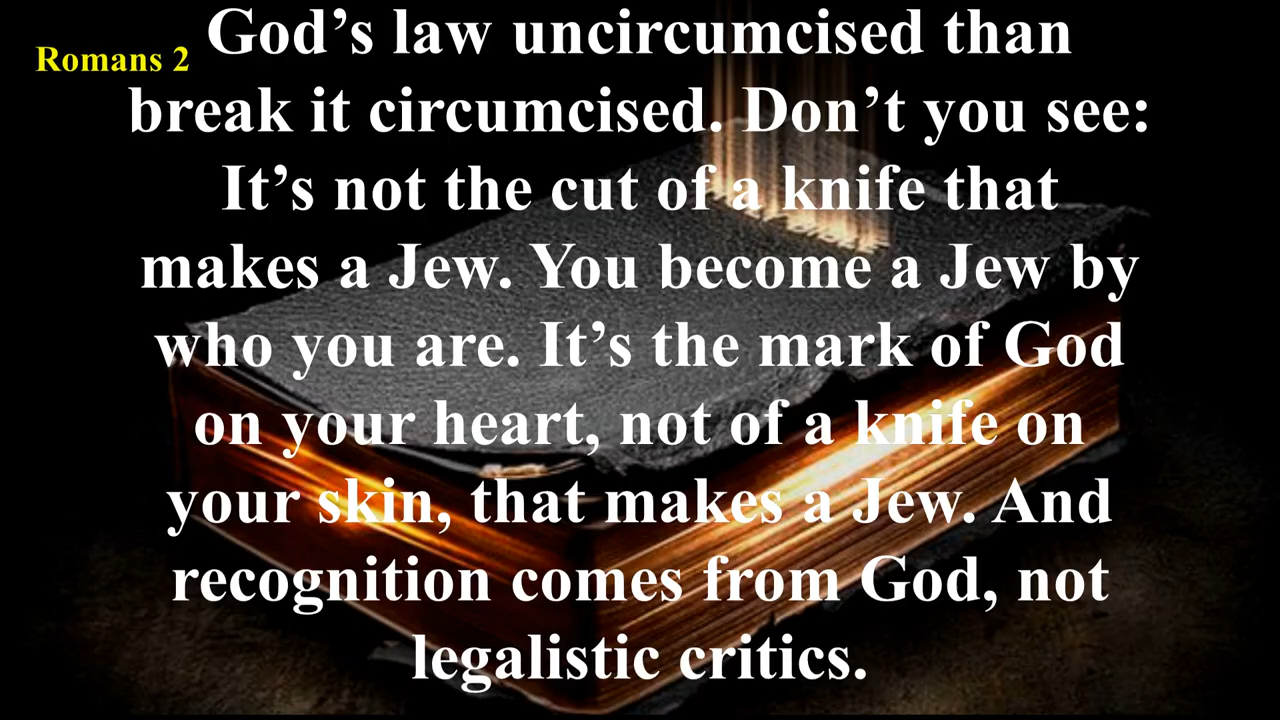 Romans 2
God’s law uncircumcised than
break it circumcised. Don’t you see:
It’s not the cut of a knife that
makes a Jew. You become a Jew by
who you are. It’s the mark of God
on your heart, not of a knife on
your skin, that makes a Jew. And
recognition comes from God, not
legalistic critics.